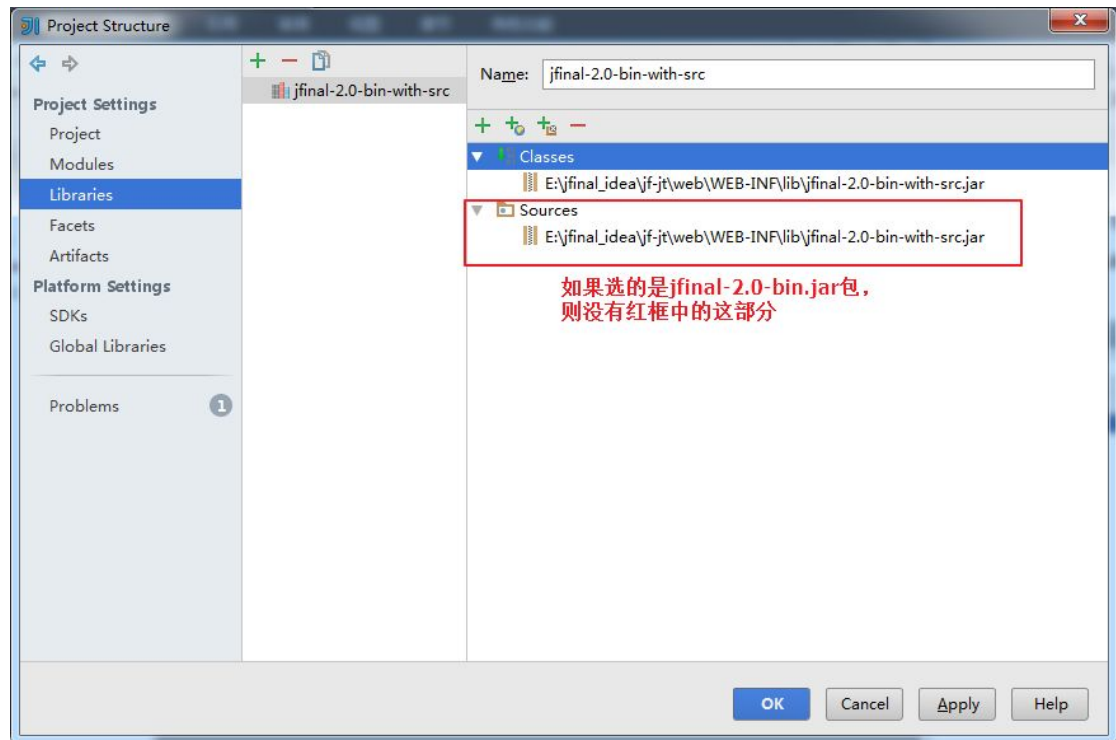 Project Structure
Project Settings
Project
Modules
Libraries
Facets
Artifacts
Platform Settings
SDKs
Global Libraries
Problems
1
jfinal-2.0-bin-with-src
Name:
jfinal-2.0-bin-with-src
Classes
E:\jfinal_idea\jf-jt\web\WEB-INF\lib\jfinal-2.0-bin-with-src.jar
Sources
E:\jfinal_idea\jf-jt\web\WEB-INF\lib\jfinal-2.0-bin-with-src.jar
如果选的是jfinal-2.0-bin.jar包，
则没有红框中的这部分
OK
Cancel
Apply
Help